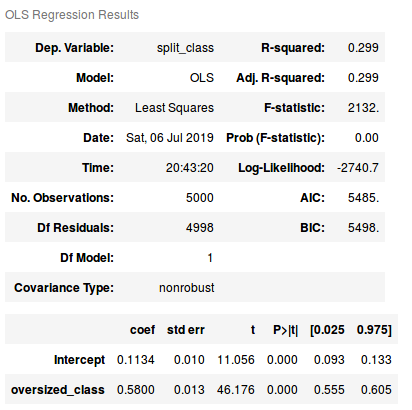 OLS Regression Results
Dep. Variable: split_class R-squared: 0.299
Model: OLS Adj. R-squared: 0.299
Method: Least Squares F-statistic: 2132.
Date: Sat, 06 Jul 2019 Prob (F-statistic): 0.00
Time: 20:43:20 Log-Likelihood: -2740.7
No. Observations: 5000 AIC: 5485.
Df Residuals: 4998 BIC: 5498.
Df Model: 1
Covariance Type: nonrobust
coef std err t P>|t| [0.025 0.975]
Intercept 0.1134 0.010 11.056 0.000 0.093 0.133
oversized_class 0.5800 0.013 46.176 0.000 0.555 0.605